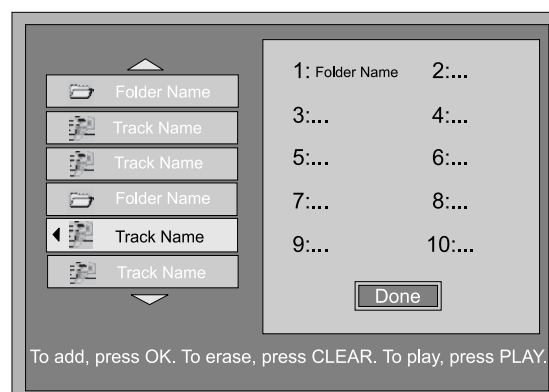 Folder Name
Track Name
Track Name
Folder Name
Track Name
Track Name
1: Folder Name 2:...
3:... 4:...
5:... 6:...
7:... 8:...
9:... 10:...
Done
To add, press OK. To erase, press CLEAR. To play, press PLAY.